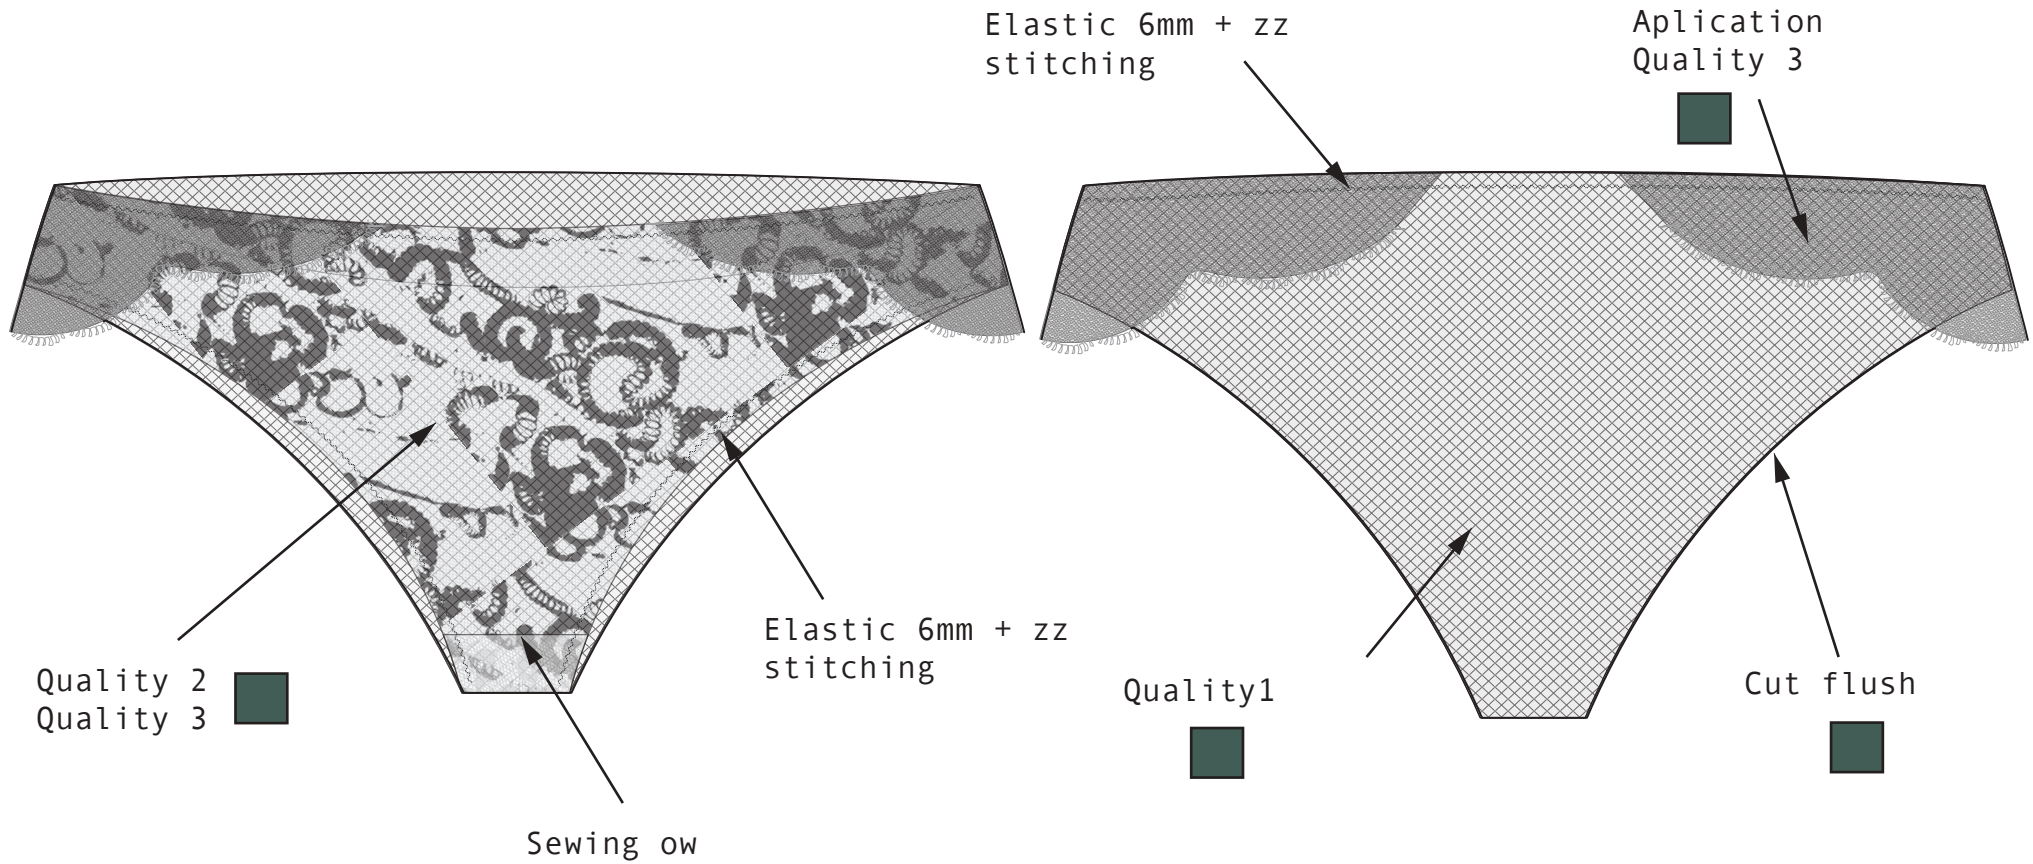 Elastic 6mm + zz
stitching
Aplication
Quality 3
Elastic 6mm + zz
stitching
Quality 2
Quality 3
Quality1
Cut flush
Sewing ow